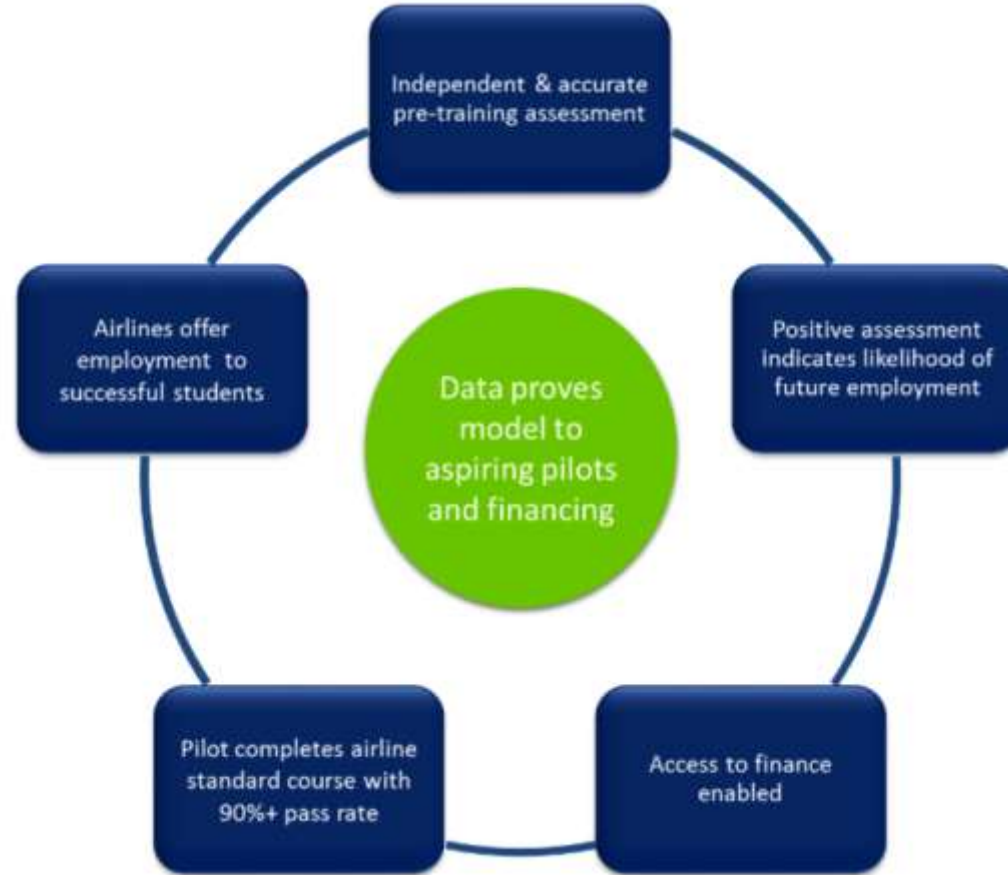 Independent & accurate
pre-training assessment
Positive assessment
indicates likelihood of
future employment
Access to finance
enabled
Pilot completes airline
standard course with
90%+ pass rate
Airlines offer
employment to
successful students
Data proves
model to
aspiring pilots
and financing